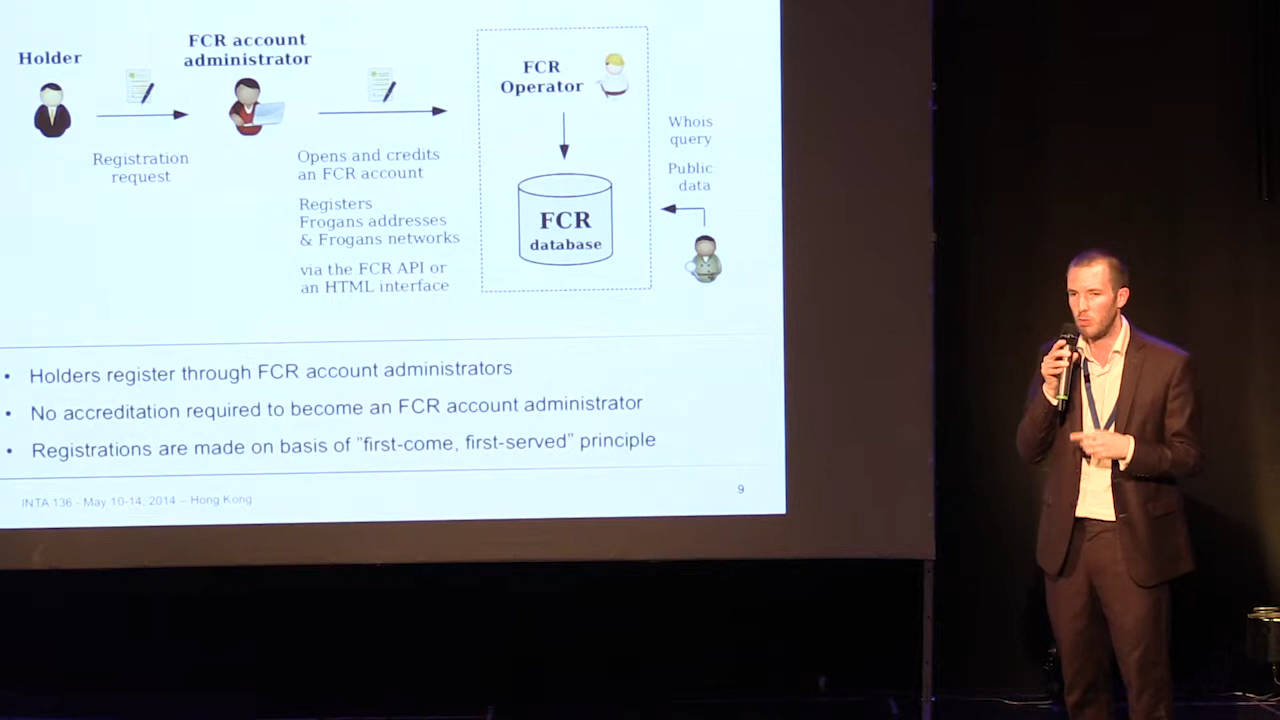 Holder
FCR account
administrator
Registration
request
Opens and credits
an FCR account
Registers
Frogans addresses
& Frogans networks
via the FCR API or
an HTML interface
FCR
Operator
FCR
database
Whois
query
Public
data
• Holders register through FCR account administrators
• No accreditation required to become an FCR account administrator
• Registrations are made on basis of "first-come, first-served" principle
INTA 136 - May 10-14, 2014 – Hong Kong
9